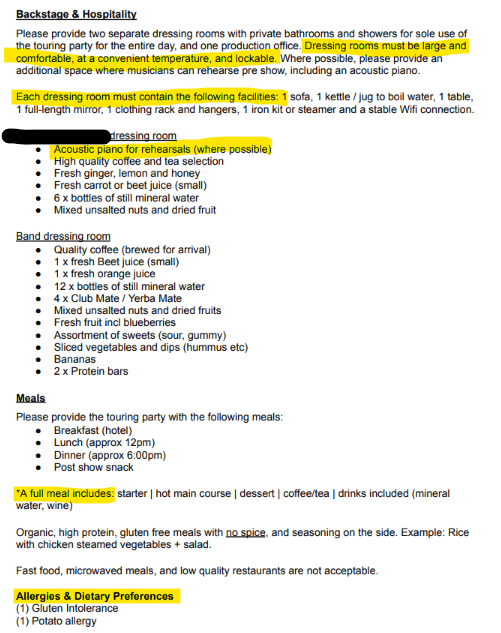 Backstage & Hospitality
Please provide two separate dressing rooms with private bathrooms and showers for sole use of
the touring party for the entire day, and one production office. Dressing rooms must be large and
comfortable, at a convenient temperature, and lockable. Where possible, please provide an
additional space where musicians can rehearse pre show, including an acoustic piano.
Each dressing room must contain the following facilities: 1 sofa, 1 kettle / jug to boil water, 1 table,
1 full-length mirror, 1 clothing rack and hangers, 1 iron kit or steamer and a stable Wifi connection.
dressing room
● Acoustic piano for rehearsals (where possible)
● High quality coffee and tea selection
● Fresh ginger, lemon and honey
● Fresh carrot or beet juice (small)
● 6 x bottles of still mineral water
● Mixed unsalted nuts and dried fruit
Band dressing room
● Quality coffee (brewed for arrival)
● 1 x fresh Beet juice (small)
● 1 x fresh orange juice
● 12 x bottles of still mineral water
● 4 x Club Mate / Yerba Mate
● Mixed unsalted nuts and dried fruits
● Fresh fruit incl blueberries
● Assortment of sweets (sour, gummy)
● Sliced vegetables and dips (hummus etc)
● Bananas
● 2 x Protein bars
Meals
Please provide the touring party with the following meals:
● Breakfast (hotel)
● Lunch (approx 12pm)
● Dinner (approx 6:00pm)
● Post show snack
*A full meal includes: starter | hot main course | dessert | coffee/tea | drinks included (mineral
water, wine)
Organic, high protein, gluten free meals with no spice, and seasoning on the side. Example: Rice
with chicken steamed vegetables + salad.
Fast food, microwaved meals, and low quality restaurants are not acceptable.
Allergies & Dietary Preferences
(1) Gluten Intolerance
(1) Potato allergy